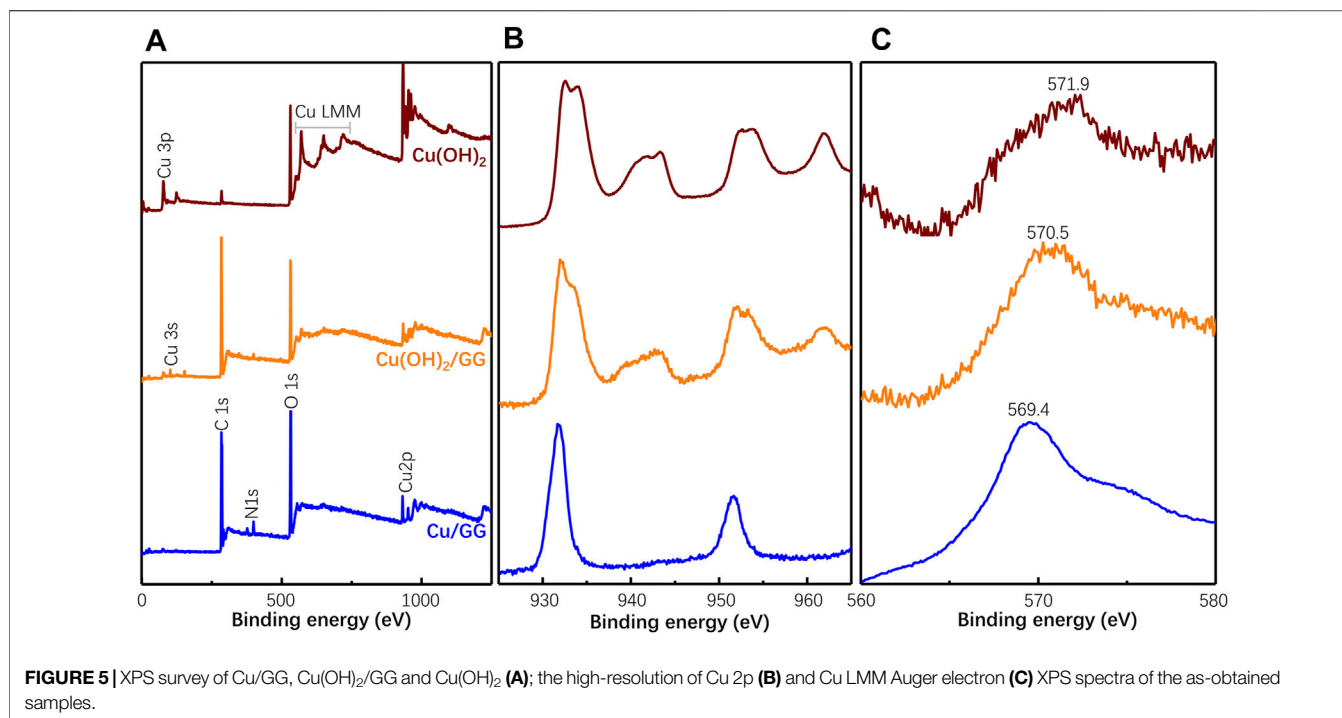 A
B
C
Cu 3p
Cu LMM
Cu(OH)2
571.9
Cu 3s
Cu(OH)2/GG
570.5
C 1s
N1s
O 1s
Cu2p
Cu/GG
569.4
0 500 1000
930 940 950 960
560 570 580
Binding energy (eV)
Binding energy (eV)
Binding energy (eV)
FIGURE 5 | XPS survey of Cu/GG, Cu(OH)2/GG and Cu(OH)2 (A); the high-resolution of Cu 2p (B) and Cu LMM Auger electron (C) XPS spectra of the as-obtained
samples.